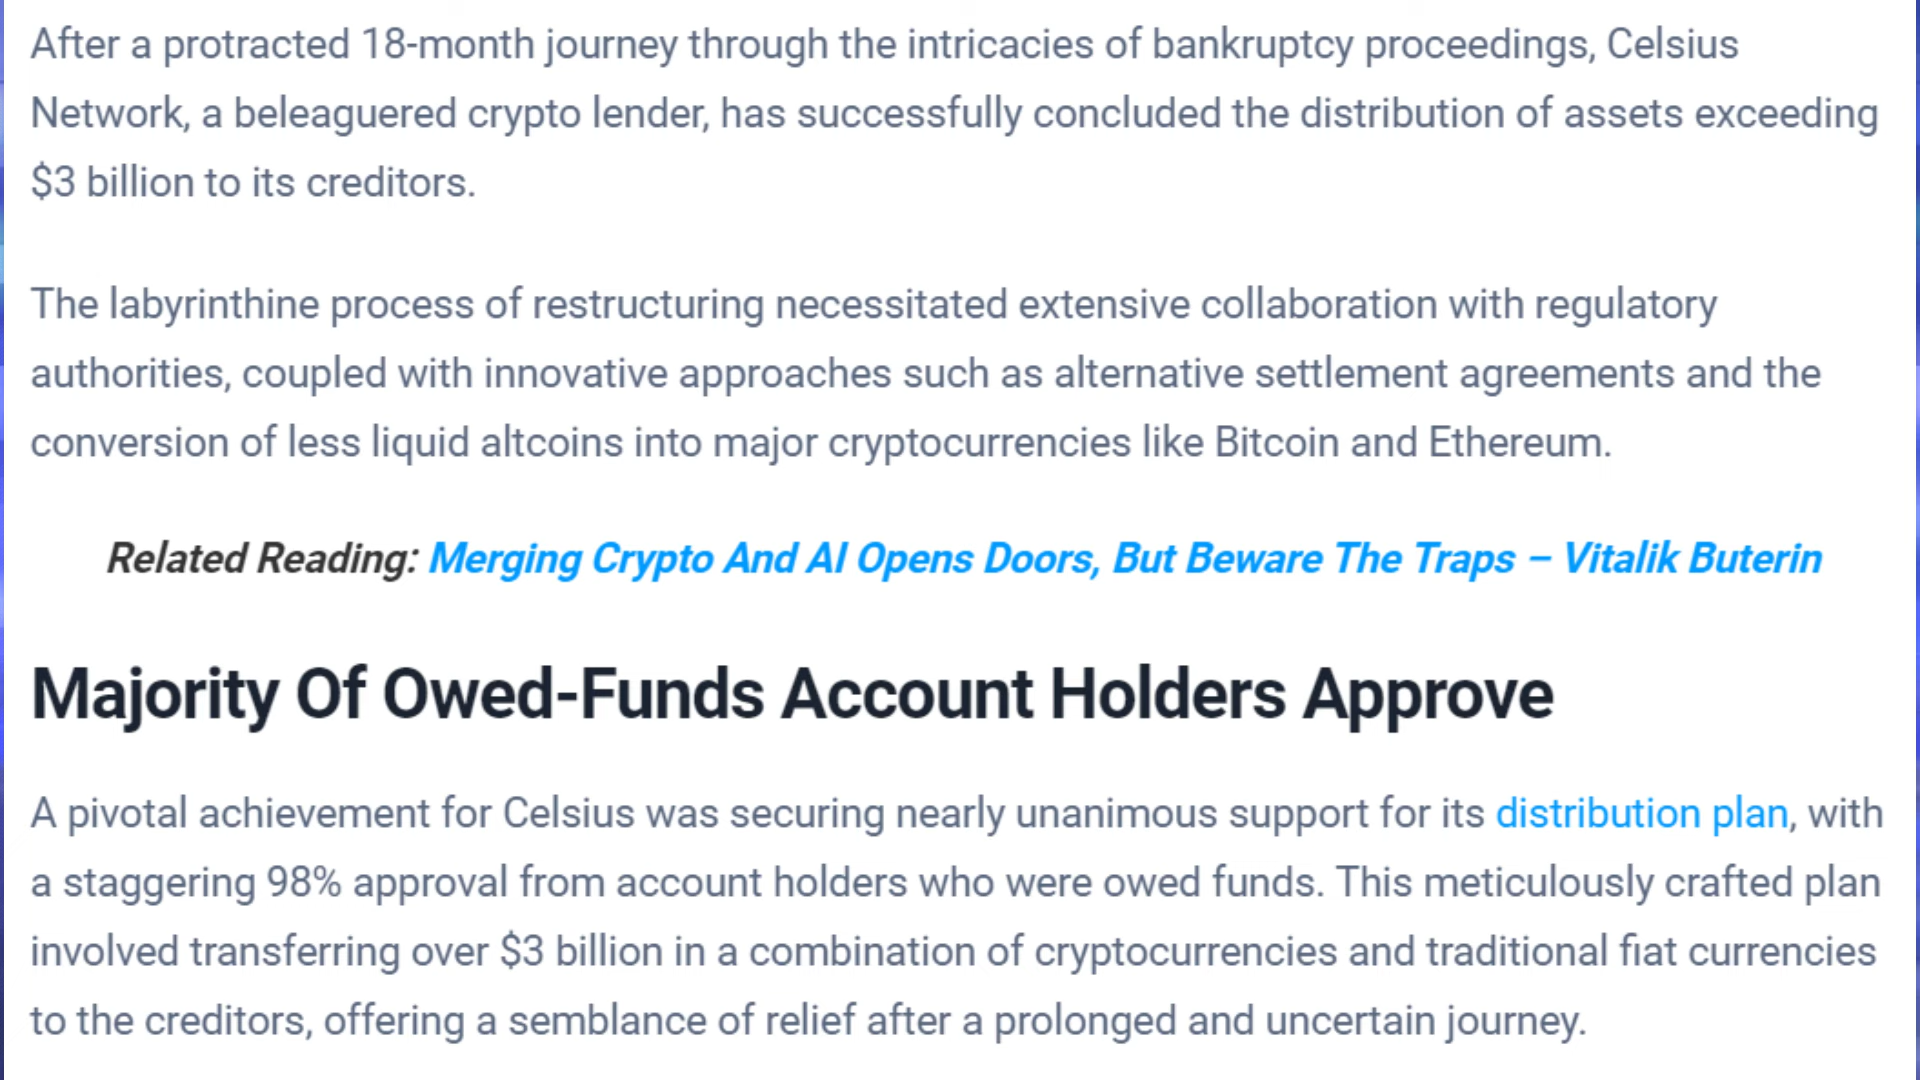 After a protracted 18-month journey through the intricacies of bankruptcy proceedings, Celsius
Network, a beleaguered crypto lender, has successfully concluded the distribution of assets exceeding
$3 billion to its creditors.
The labyrinthine process of restructuring necessitated extensive collaboration with regulatory
authorities, coupled with innovative approaches such as alternative settlement agreements and the
conversion of less liquid altcoins into major cryptocurrencies like Bitcoin and Ethereum.
Related Reading: Merging Crypto And AI Opens Doors, But Beware The Traps – Vitalik Buterin
Majority Of Owed-Funds Account Holders Approve
A pivotal achievement for Celsius was securing nearly unanimous support for its distribution plan, with
a staggering 98% approval from account holders who were owed funds. This meticulously crafted plan
involved transferring over $3 billion in a combination of cryptocurrencies and traditional fiat currencies
to the creditors, offering a semblance of relief after a prolonged and uncertain journey.